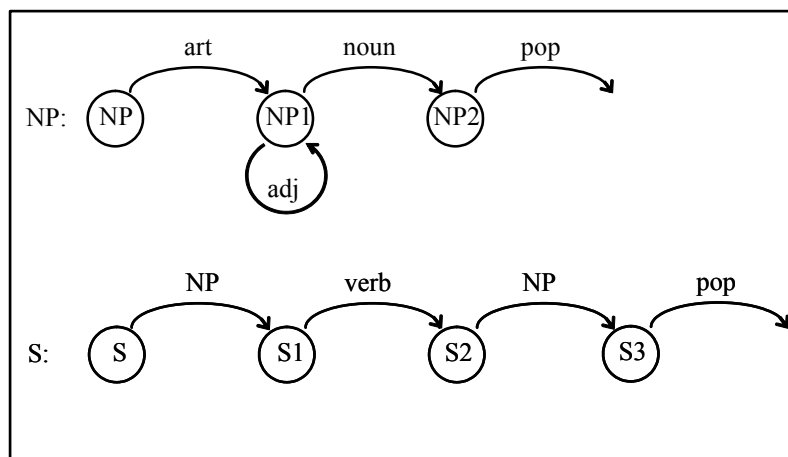 art noun pop
NP: NP NP1 NP2
adj
NP verb NP pop
S: S S1 S2 S3